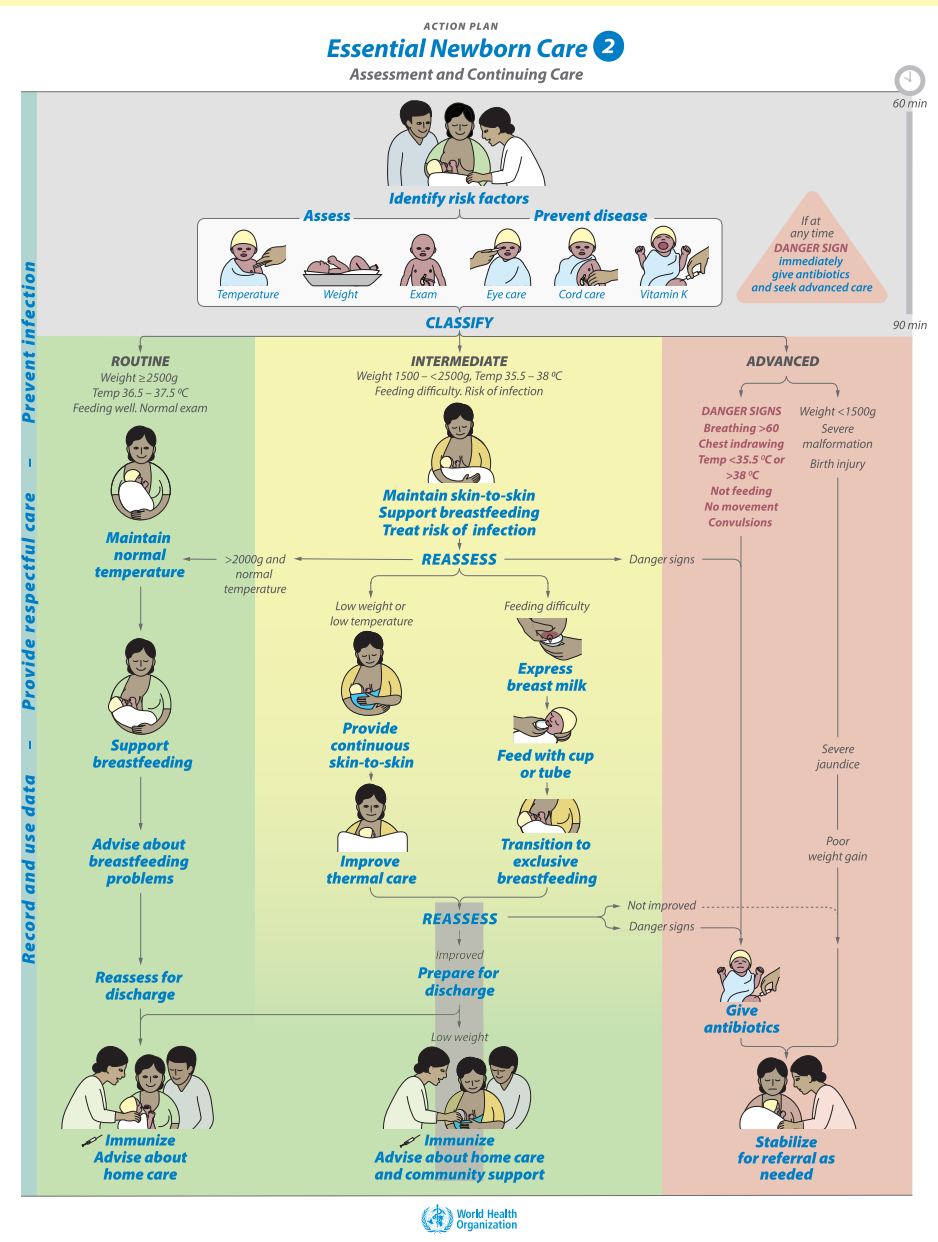 ACTION PLAN
Essential Newborn Care 2
Assessment and Continuing Care
60 min
Identify risk factors
Assess
Prevent disease
Temperature
Weight
Exam
Eye care
Cord care
Vitamin K
If at
any time
DANGER SIGN
immediately
give antibiotics
and seek advanced care
90 min
CLASSIFY
Record and use data – Provide respectful care – Prevent infection
ROUTINE
Weight ≥2500g
Temp 36.5 – 37.5 ⁰C
Feeding well. Normal exam
Maintain
normal
temperature
Support
breastfeeding
Advise about
breastfeeding
problems
Reassess for
discharge
Immunize
Advise about
home care
INTERMEDIATE
Weight 1500 – <2500g, Temp 35.5 – 38 ⁰C
Feeding difficulty. Risk of infection
Maintain skin-to-skin
Support breastfeeding
Treat risk of infection
REASSESS
>2000g and
normal
temperature
Danger signs
Low weight or
low temperature
Provide
continuous
skin-to-skin
Improve
thermal care
Feeding difficulty
Express
breast milk
Feed with cup
or tube
Transition to
exclusive
breastfeeding
REASSESS
Not improved
Danger signs
Improved
Prepare for
discharge
Low weight
Immunize
Advise about home care
and community support
ADVANCED
DANGER SIGNS
Breathing >60
Chest indrawing
Temp <35.5 ⁰C or
>38 ⁰C
Not feeding
No movement
Convulsions
Weight <1500g
Severe
malformation
Birth injury
Severe
jaundice
Poor
weight gain
Give
antibiotics
Stabilize
for referral as
needed
World Health
Organization